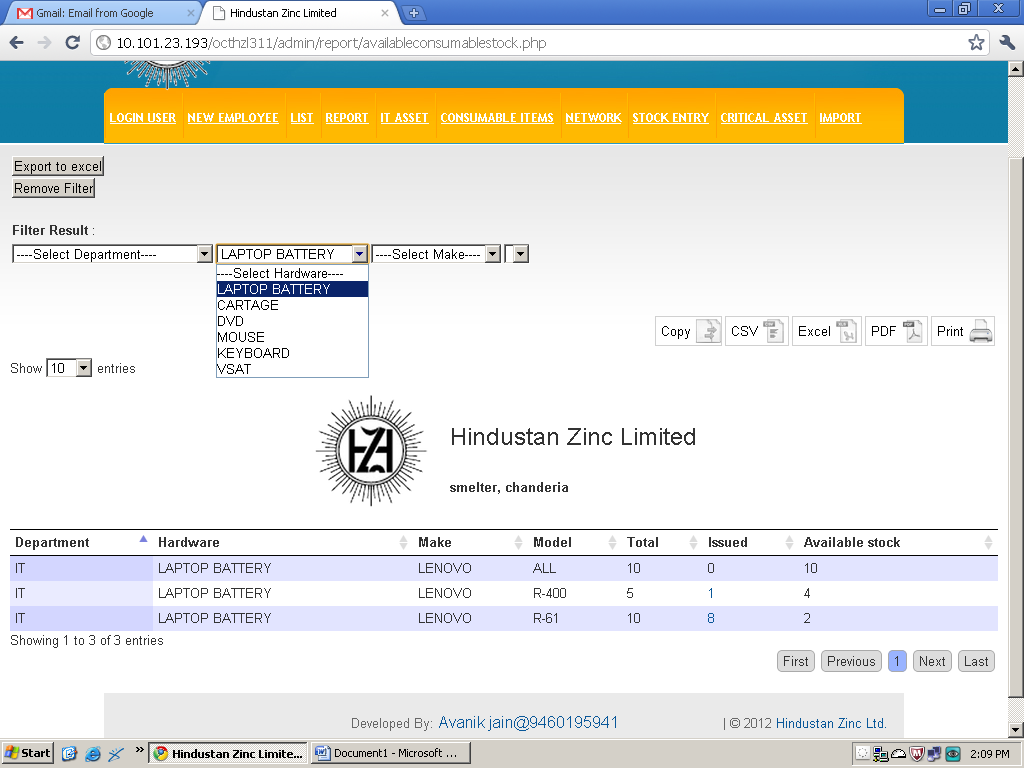 Gmail: Email from Google
Hindustan Zinc Limited
10.101.23.193/octhzl311/admin/report/availableconsumablestock.php
LOGIN USER NEW EMPLOYEE LIST REPORT IT ASSET CONSUMABLE ITEMS NETWORK STOCK ENTRY CRITICAL ASSET IMPORT
Export to excel
Remove Filter
Filter Result :
----Select Department---- LAPTOP BATTERY ----Select Make----
----Select Hardware----
LAPTOP BATTERY
CARTAGE
DVD
MOUSE
KEYBOARD
VSAT
Copy CSV Excel PDF Print
Show 10 entries
Hindustan Zinc Limited
smelter, chanderia
Department Hardware Make Model Total Issued Available stock
IT LAPTOP BATTERY LENOVO ALL 10 0 10
IT LAPTOP BATTERY LENOVO R-400 5 1 4
IT LAPTOP BATTERY LENOVO R-61 10 8 2
Showing 1 to 3 of 3 entries
First Previous 1 Next Last
Developed By: Avanik jain@9460195941 | © 2012 Hindustan Zinc Ltd.
Start » Hindustan Zinc Limite... Document1 - Microsoft ... 2:09 PM